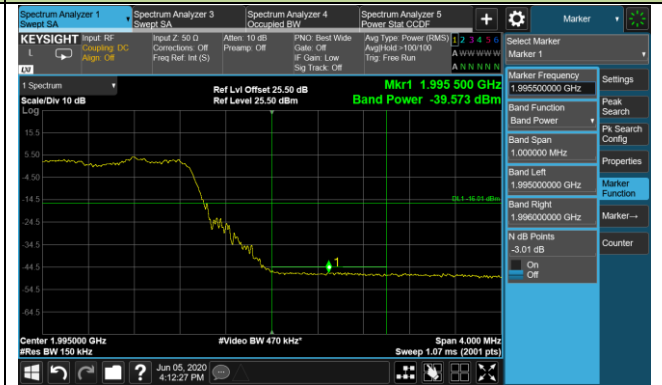 Spectrum Analyzer 1
Swept SA
Spectrum Analyzer 3
Swept SA
Spectrum Analyzer 4
Occupied BW
Spectrum Analyzer 5
Power Stat CCDF
+
Marker
KEYSIGHT
L
LXI
Input: RF
Coupling: DC
Align: Off
Input Z: 50 Ω
Corrections: Off
Freq Ref: Int (S)
Atten: 10 dB
Preamp: Off
PNO: Best Wide
Gate: Off
IF Gain: Low
Sig Track: Off
Avg Type: Power (RMS)
Avg|Hold >100/100
Trig: Free Run
1 2 3 4 5 6
A W W W W W
A N N N N N
Select Marker
Marker 1
1 Spectrum
Scale/Div 10 dB
Log
Ref Lvl Offset 25.50 dB
Ref Level 25.50 dBm
Mkr1 1.995 500 GHz
Band Power -39.573 dBm
15.5
5.50
-4.50
-14.5
-24.5
-34.5
-44.5
-54.5
-64.5
DL1 -16.01 dBm
1
Center 1.995000 GHz
#Res BW 150 kHz
#Video BW 470 kHz*
Span 4.000 MHz
Sweep 1.07 ms (2001 pts)
Marker Frequency
1.995500000 GHz
Band Function
Band Power
Band Span
1.000000 MHz
Band Left
1.995000000 GHz
Band Right
1.996000000 GHz
N dB Points
-3.01 dB
On
Off
Settings
Peak
Search
Pk Search
Config
Properties
Marker
Function
Marker→
Counter
?
Jun 05, 2020
4:12:27 PM